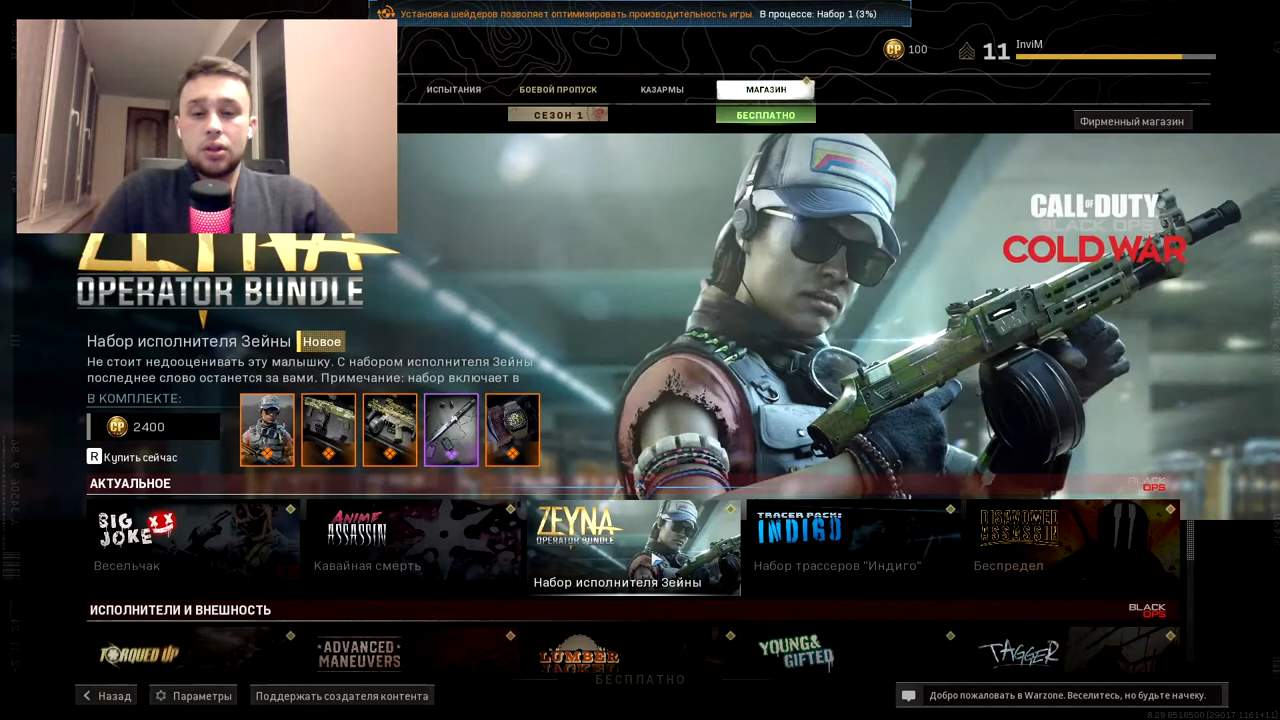 Установка шейдеров позволяет оптимизировать производительность игры. В процессе: Набор 1 (3%)
CP 100
11 InviM
ИСПЫТАНИЯ БОЕВОЙ ПРОПУСК КАЗАРМЫ МАГАЗИН
СЕЗОН 1 БЕСПЛАТНО
Фирменный магазин
CALL OF DUTY
BLACK OPS
COLD WAR
ZEYNA
OPERATOR BUNDLE
Набор исполнителя Зейны Новое
Не стоит недооценивать эту малышку. С набором исполнителя Зейны
последнее слово останется за вами. Примечание: набор включает в
В КОМПЛЕКТЕ:
CP 2400
R Купить сейчас
АКТУАЛЬНОЕ
BLACK
OPS
BIG
JOKE
Весельчак
ANIME
ASSASSIN
Кавайная смерть
ZEYNA
OPERATOR BUNDLE
Набор исполнителя Зейны
TRACER PACK:
INDIGO
Набор трассеров "Индиго"
DISAVOWED
ASSASSIN
Беспредел
ИСПОЛНИТЕЛИ И ВНЕШНОСТЬ
BLACK
OPS
TORQUED UP
ADVANCED
MANEUVERS
LUMBER
JACKED
YOUNG&
GIFTED
TAGGER
БЕСПЛАТНО
Назад Параметры Поддержать создателя контента
Добро пожаловать в Warzone. Веселитесь, но будьте начеку.